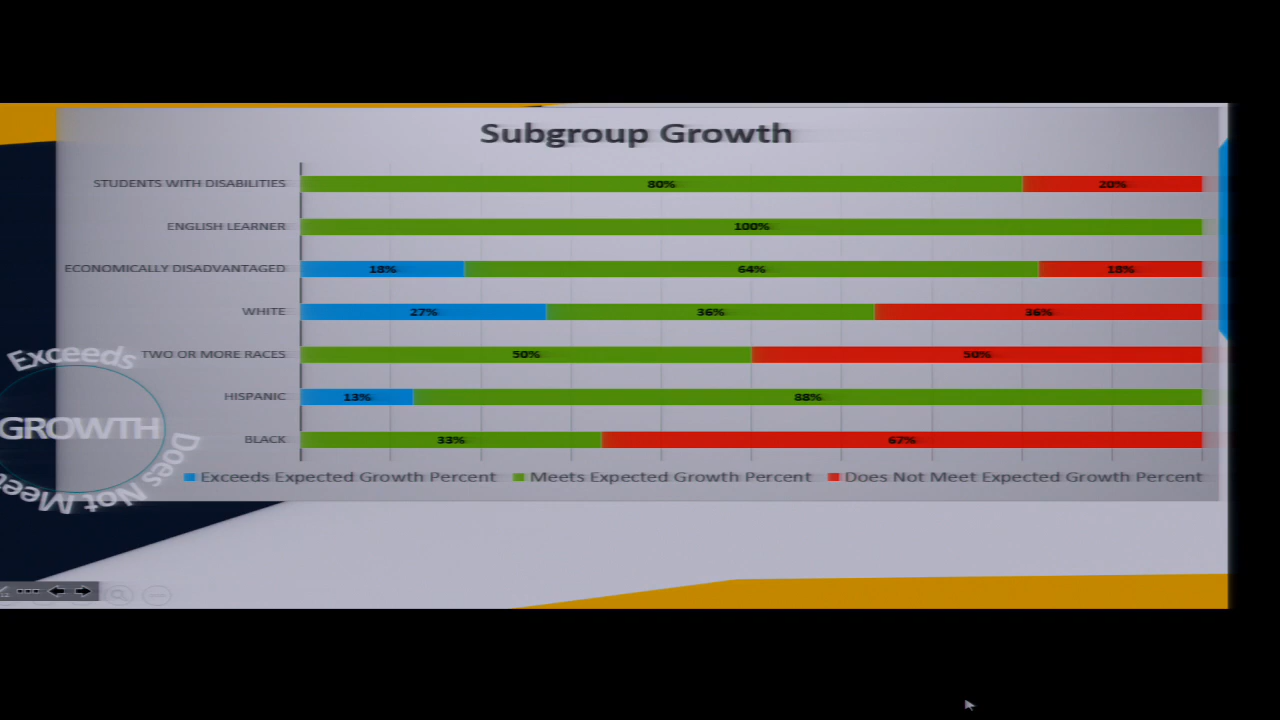 Subgroup Growth
STUDENTS WITH DISABILITIES 80% 20%
ENGLISH LEARNER 100%
ECONOMICALLY DISADVANTAGED 18% 64% 18%
WHITE 27% 36% 36%
TWO OR MORE RACES 50% 50%
HISPANIC 13% 88%
BLACK 33% 67%
Exceeds Expected Growth Percent Meets Expected Growth Percent Does Not Meet Expected Growth Percent
Exceeds
GROWTH
Does Not Meet